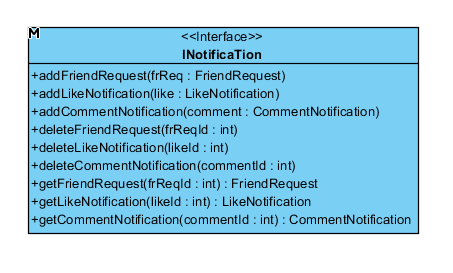 M
<<Interface>>
INotificaTion
+addFriendRequest(frReq : FriendRequest)
+addLikeNotification(like : LikeNotification)
+addCommentNotification(comment : CommentNotification)
+deleteFriendRequest(frReqId : int)
+deleteLikeNotification(likeId : int)
+deleteCommentNotification(commentId : int)
+getFriendRequest(frReqId : int) : FriendRequest
+getLikeNotification(likeId : int) : LikeNotification
+getCommentNotification(commentId : int) : CommentNotification